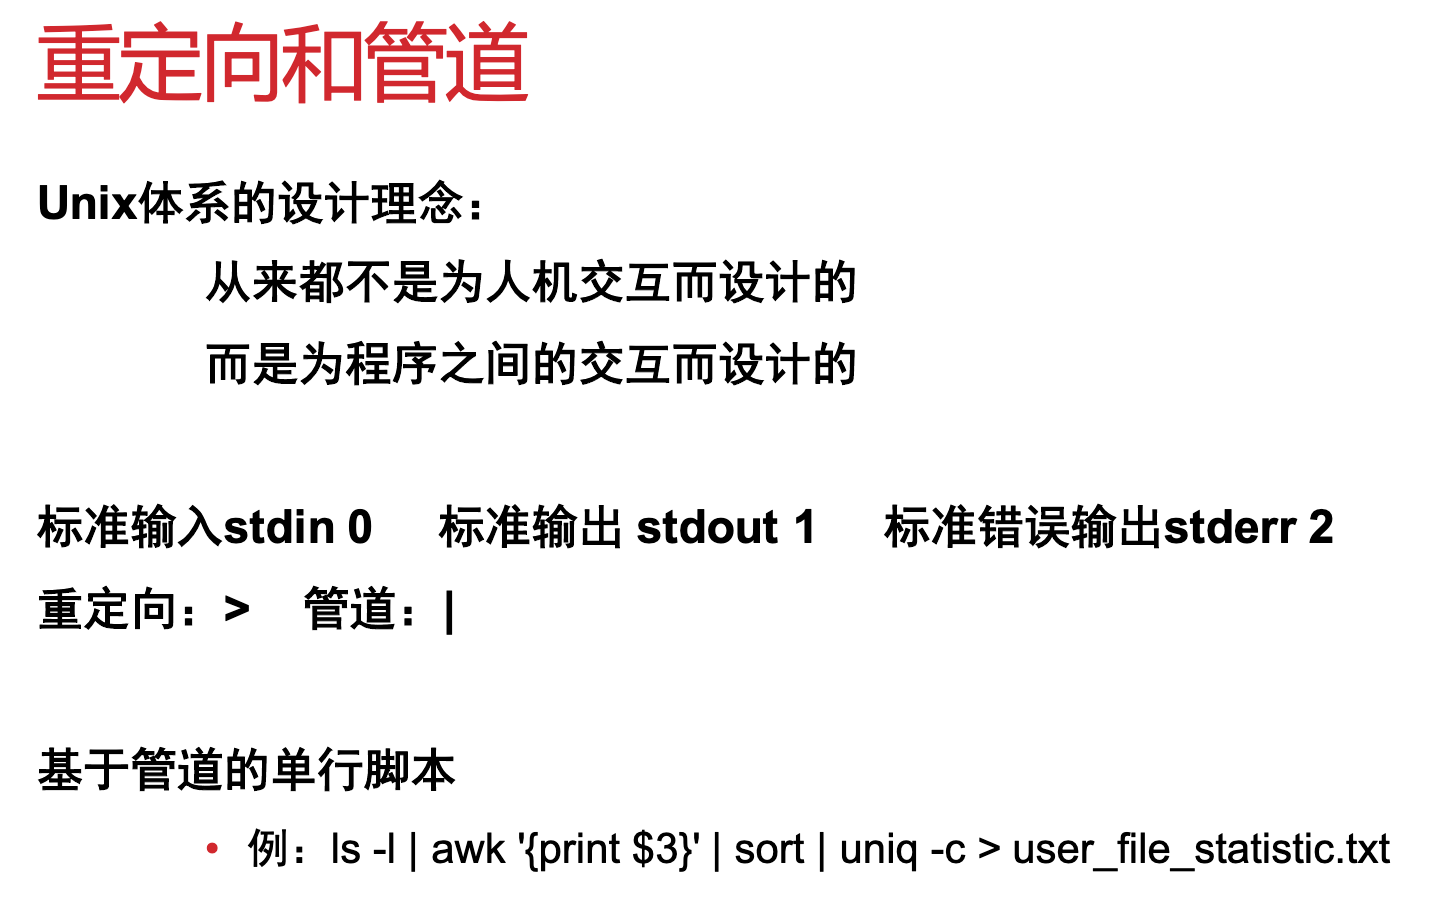 重定向和管道
Unix体系的设计理念：
从来都不是为人机交互而设计的
而是为程序之间的交互而设计的
标准输入stdin 0 标准输出 stdout 1 标准错误输出stderr 2
重定向：> 管道：|
基于管道的单行脚本
• 例：ls -l | awk '{print $3}' | sort | uniq -c > user_file_statistic.txt